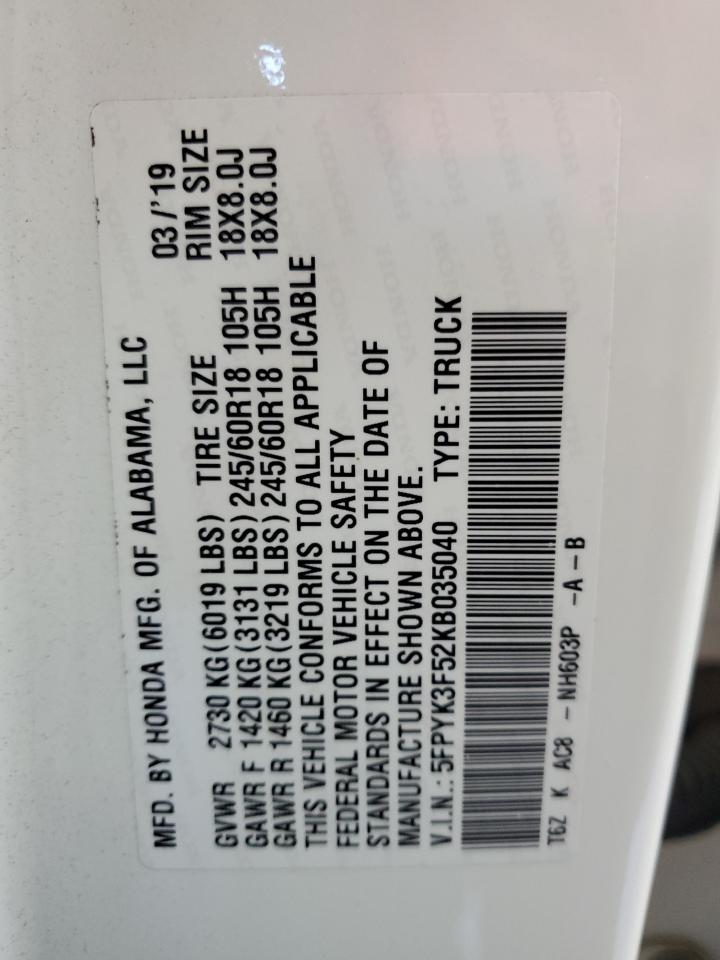 MFD. BY HONDA MFG. OF ALABAMA, LLC 03/'19
GVWR 2730 KG(6019 LBS) TIRE SIZE RIM SIZE
GAWR F 1420 KG(3131 LBS) 245/60R18 105H 18X8.0J
GAWR R 1460 KG(3219 LBS) 245/60R18 105H 18X8.0J
THIS VEHICLE CONFORMS TO ALL APPLICABLE
FEDERAL MOTOR VEHICLE SAFETY
STANDARDS IN EFFECT ON THE DATE OF
MANUFACTURE SHOWN ABOVE.
V.I.N.: 5FPYK3F52KB035040 TYPE: TRUCK
T6Z K AC8 - NH603P -A-B